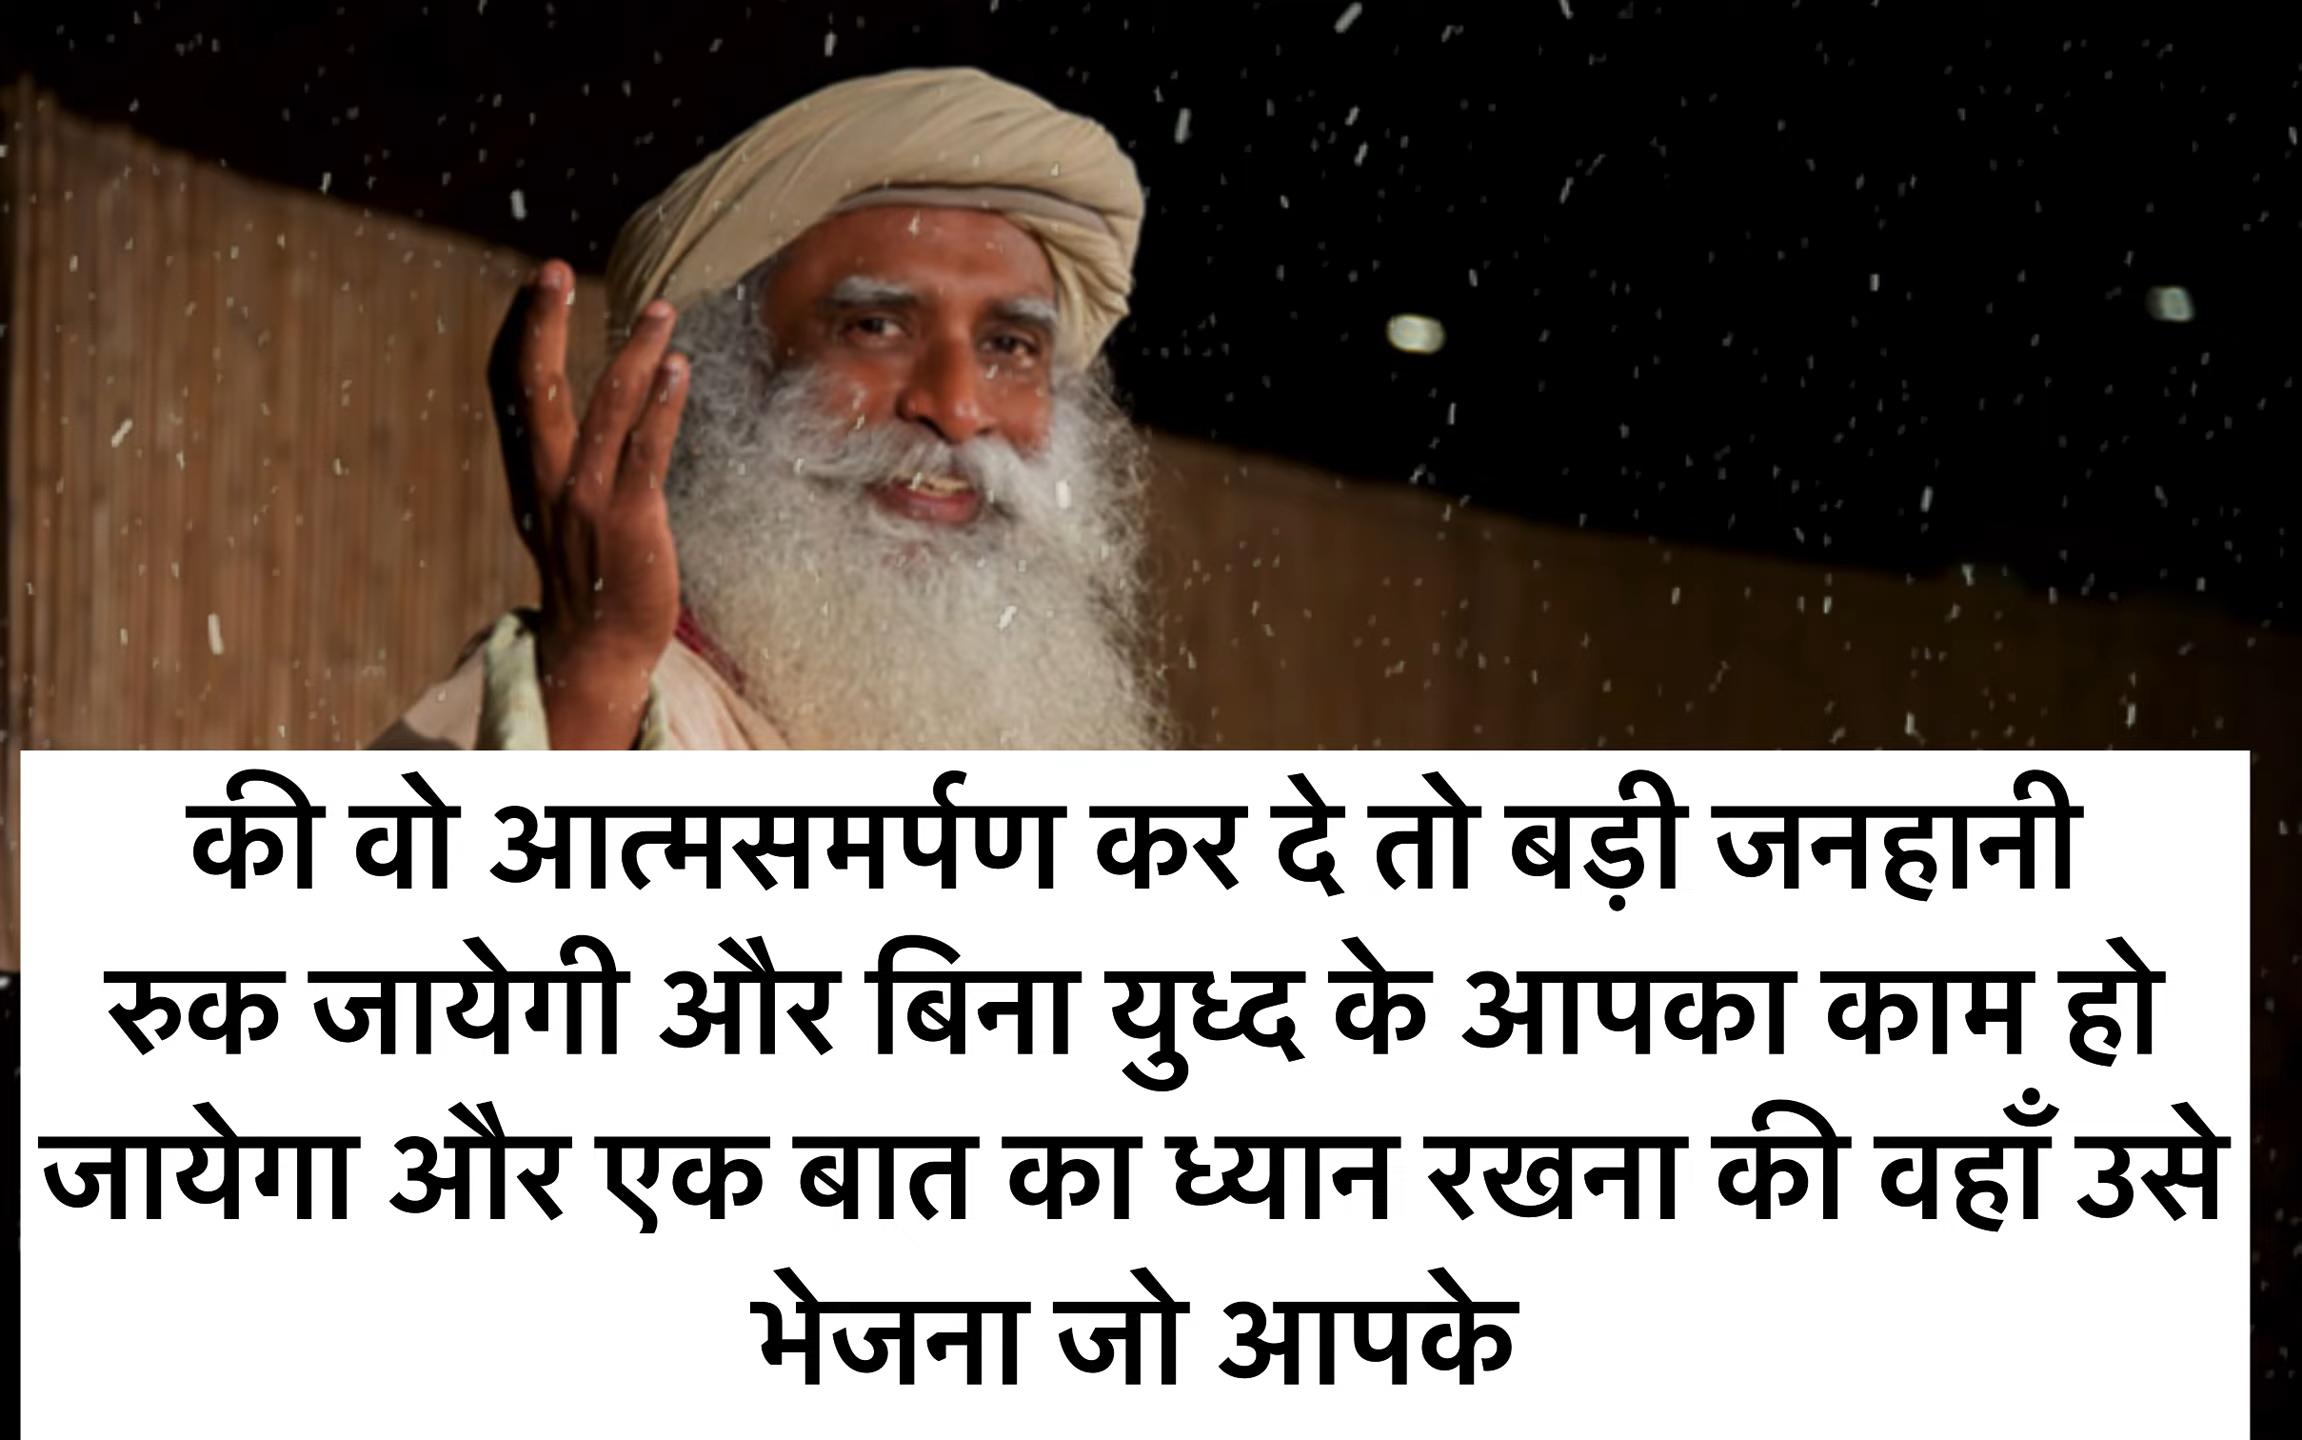 की वो आत्मसमर्पण कर दे तो बड़ी जनहानी
रुक जायेगी और बिना युध्द के आपका काम हो
जायेगा और एक बात का ध्यान रखना की वहाँ उसे
भेजना जो आपके